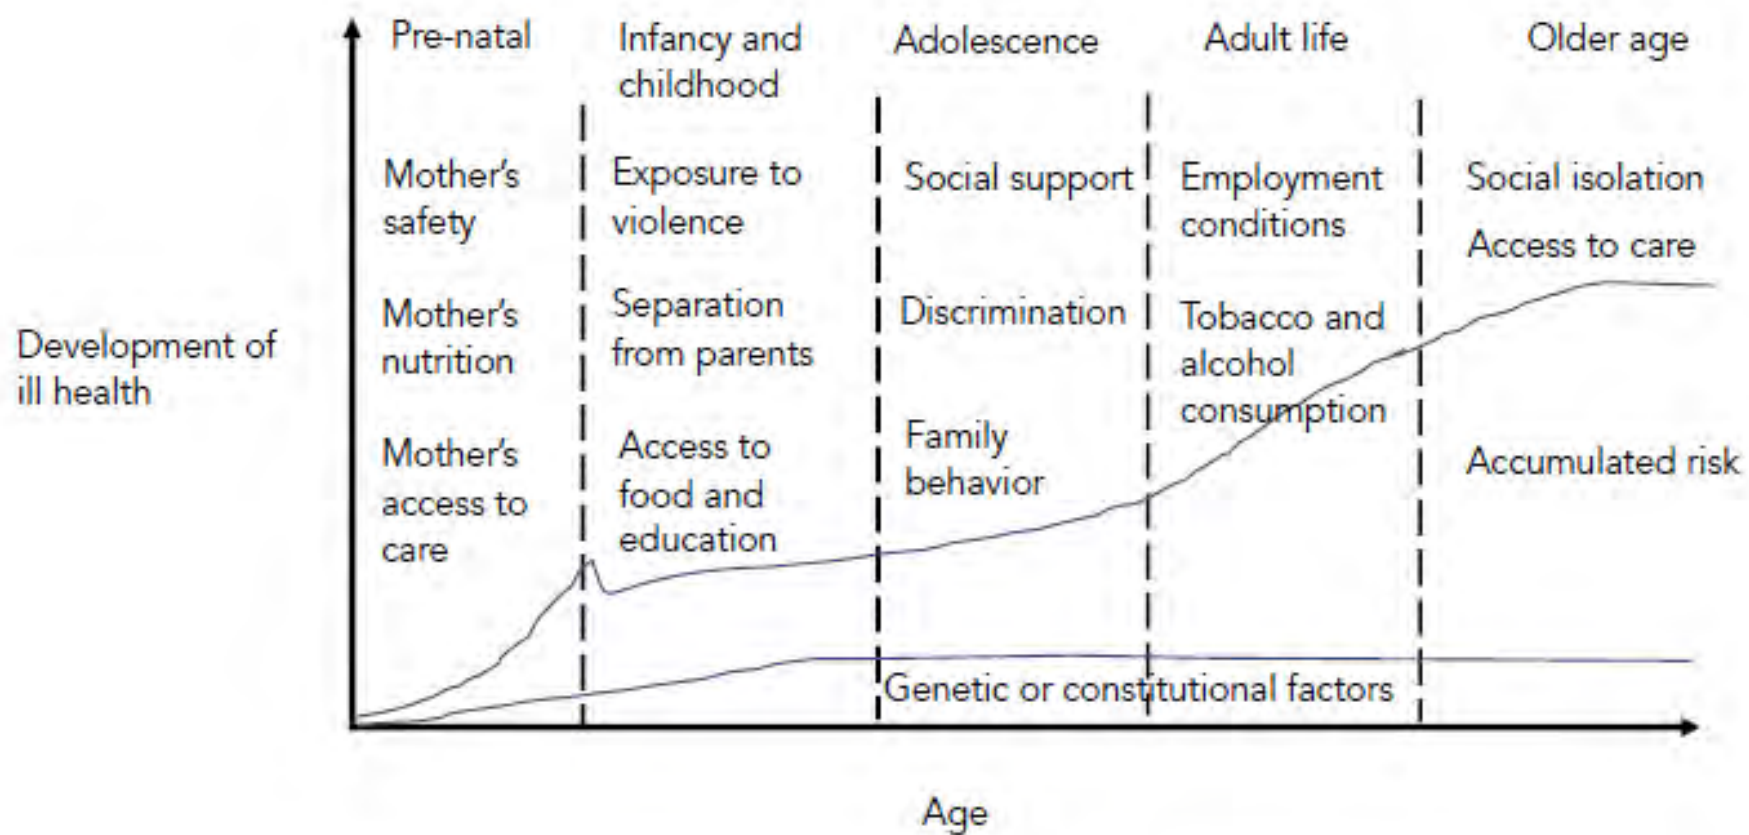 Pre-natal
Infancy and
childhood
Adolescence
Adult life
Older age
Mother's
safety
Exposure to
violence
Social support
Employment
conditions
Social isolation
Access to care
Development of
ill health
Mother's
nutrition
Separation
from parents
Discrimination
Tobacco and
alcohol
consumption
Mother's
access to
care
Access to
food and
education
Family
behavior
Accumulated risk
Genetic or constitutional factors
Age